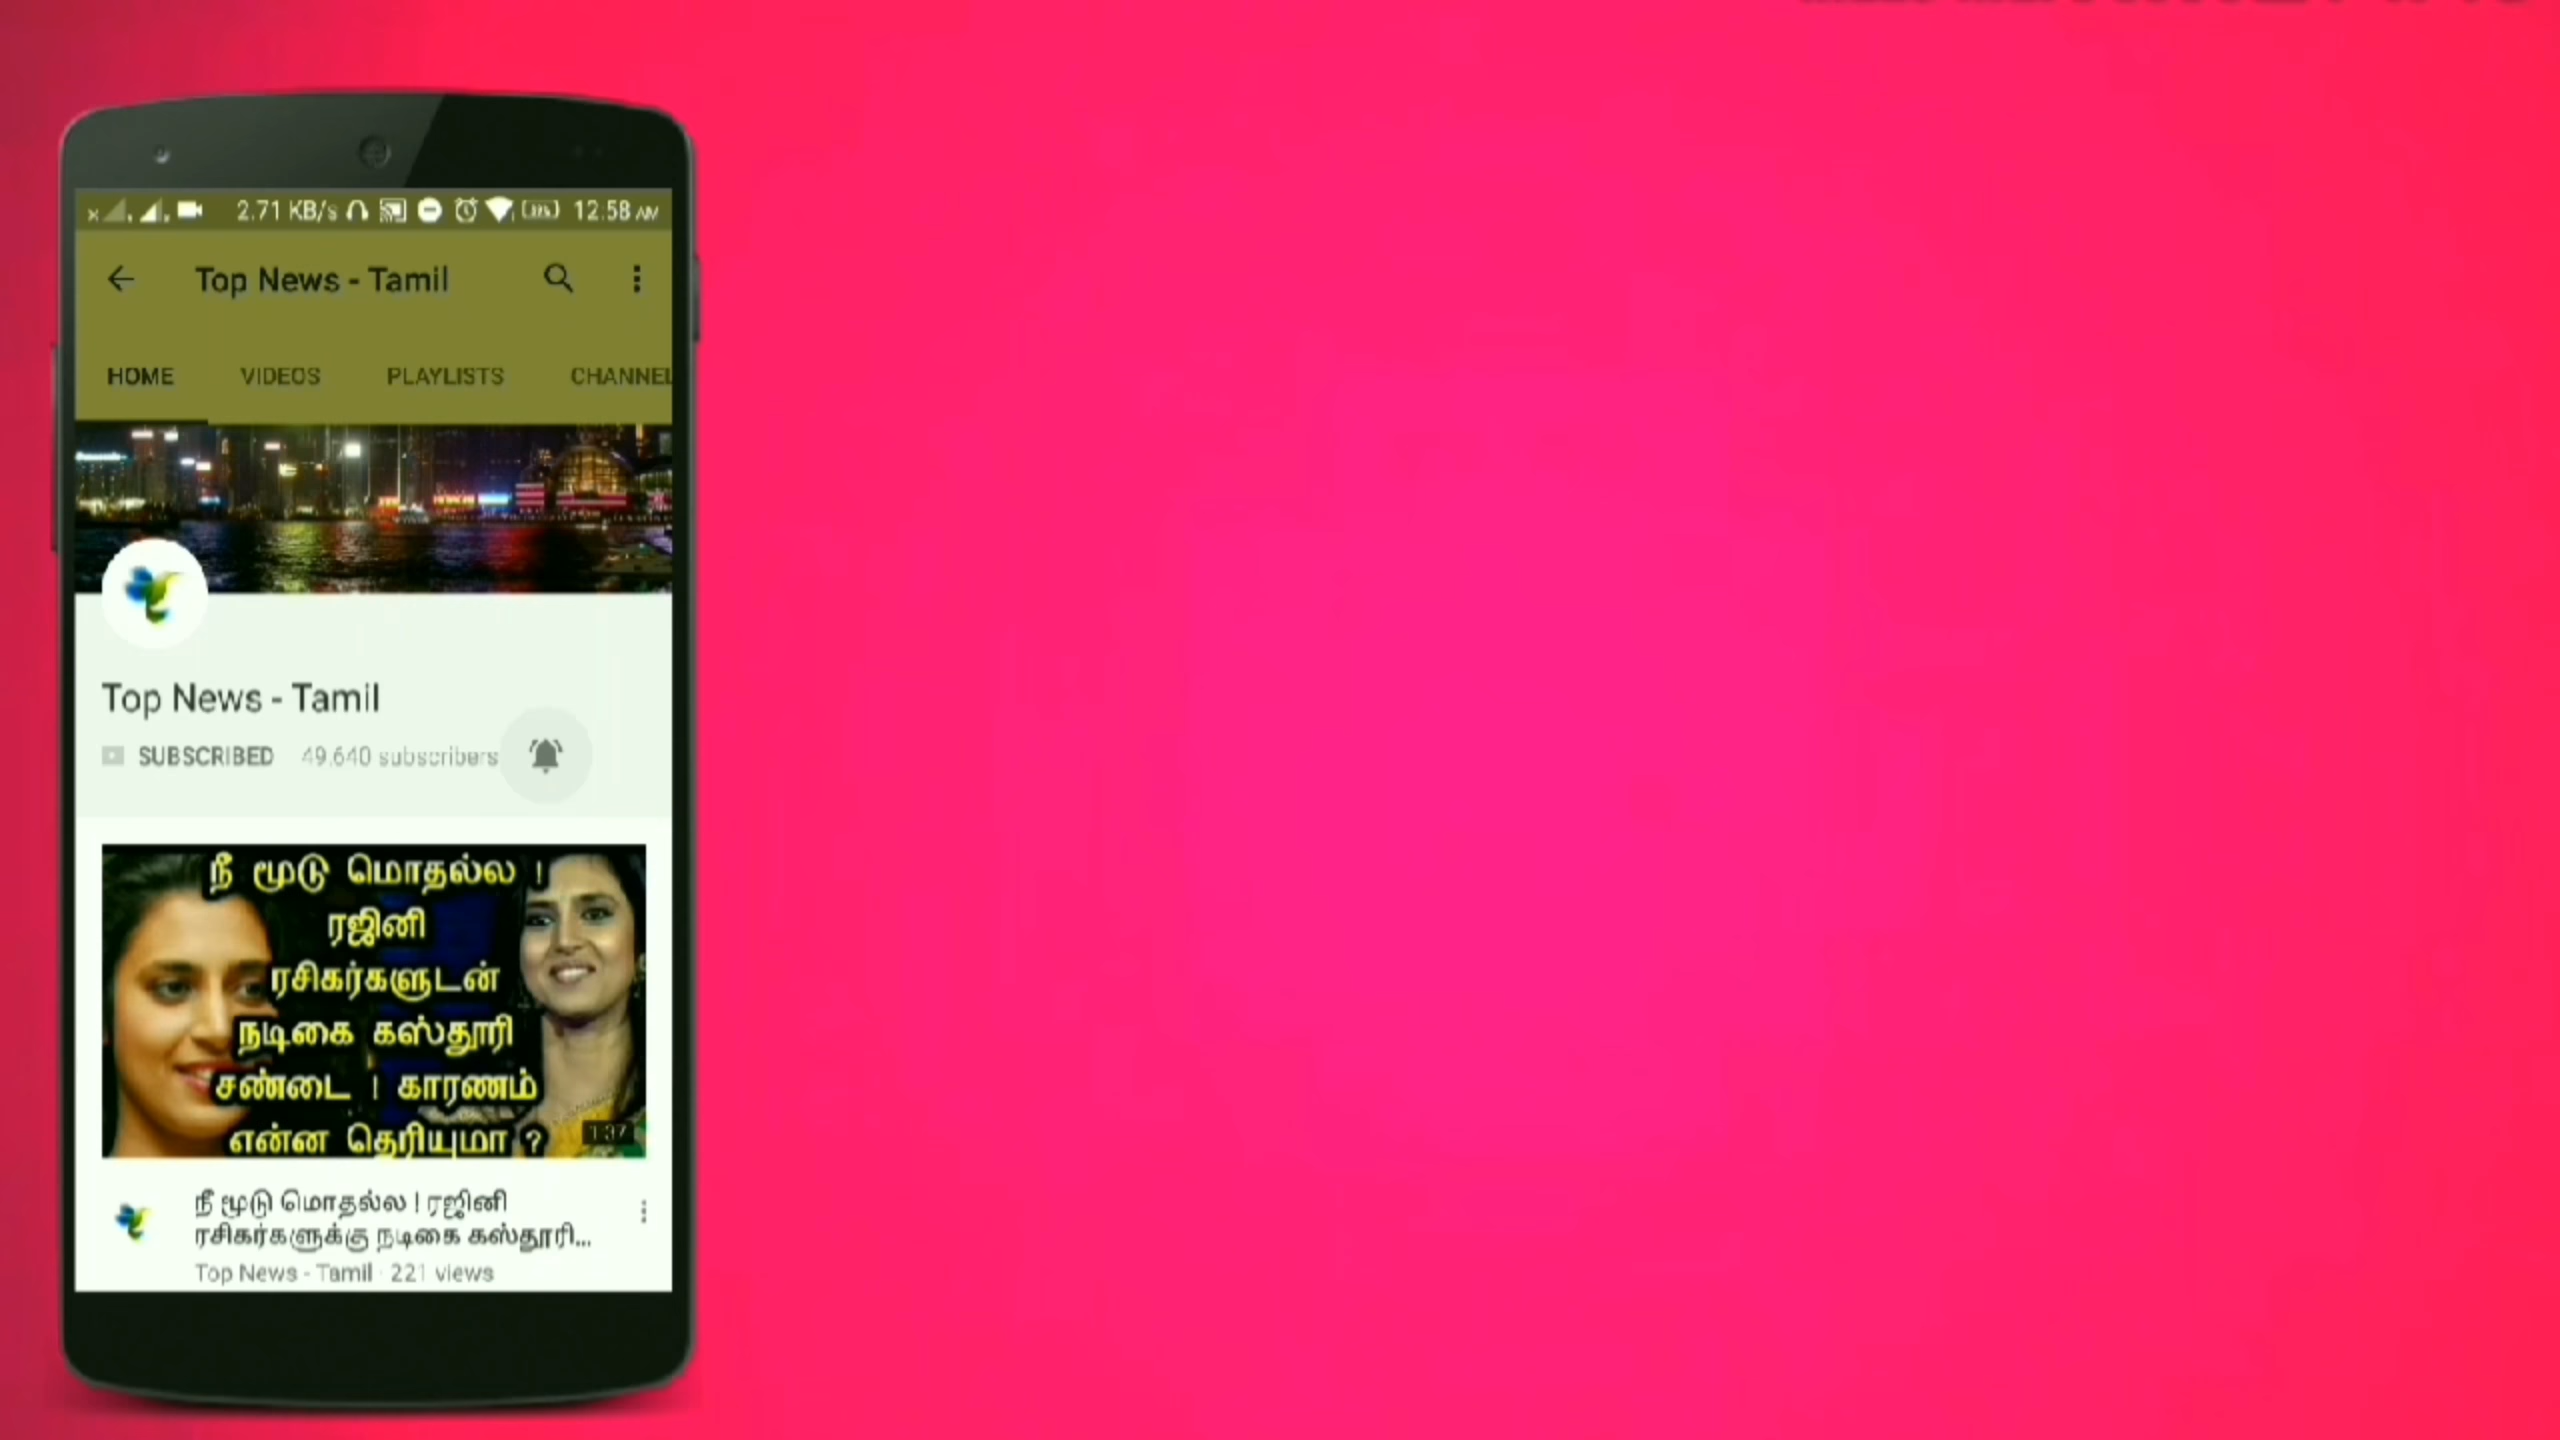 2.71 KB/s 12.58 AM
Top News - Tamil
HOME VIDEOS PLAYLISTS CHANNEL
Top News - Tamil
SUBSCRIBED 49,640 subscribers
நீ மூடு மொதல்ல !
ரஜினி
ரசிகர்களுடன்
நடிகை கஸ்தூரி
சண்டை ! காரணம்
என்ன தெரியுமா ?
1:37
நீ மூடு மொதல்ல ! ரஜினி
ரசிகர்களுக்கு நடிகை கஸ்தூரி...
Top News - Tamil · 221 views